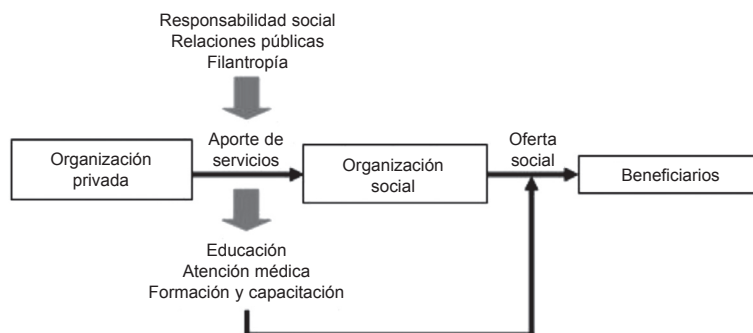 Responsabilidad social
Relaciones públicas
Filantropía
Organización
privada
Aporte de
servicios
Organización
social
Oferta
social
Beneficiarios
Educación
Atención médica
Formación y capacitación